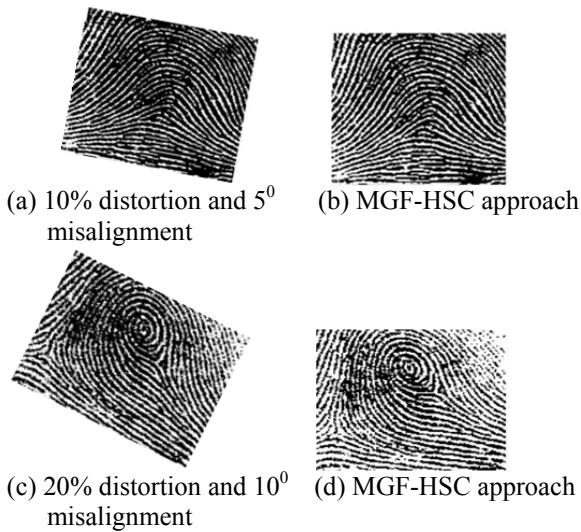 (a) 10% distortion and 5⁰ (b) MGF-HSC approach
misalignment
(c) 20% distortion and 10⁰ (d) MGF-HSC approach
misalignment